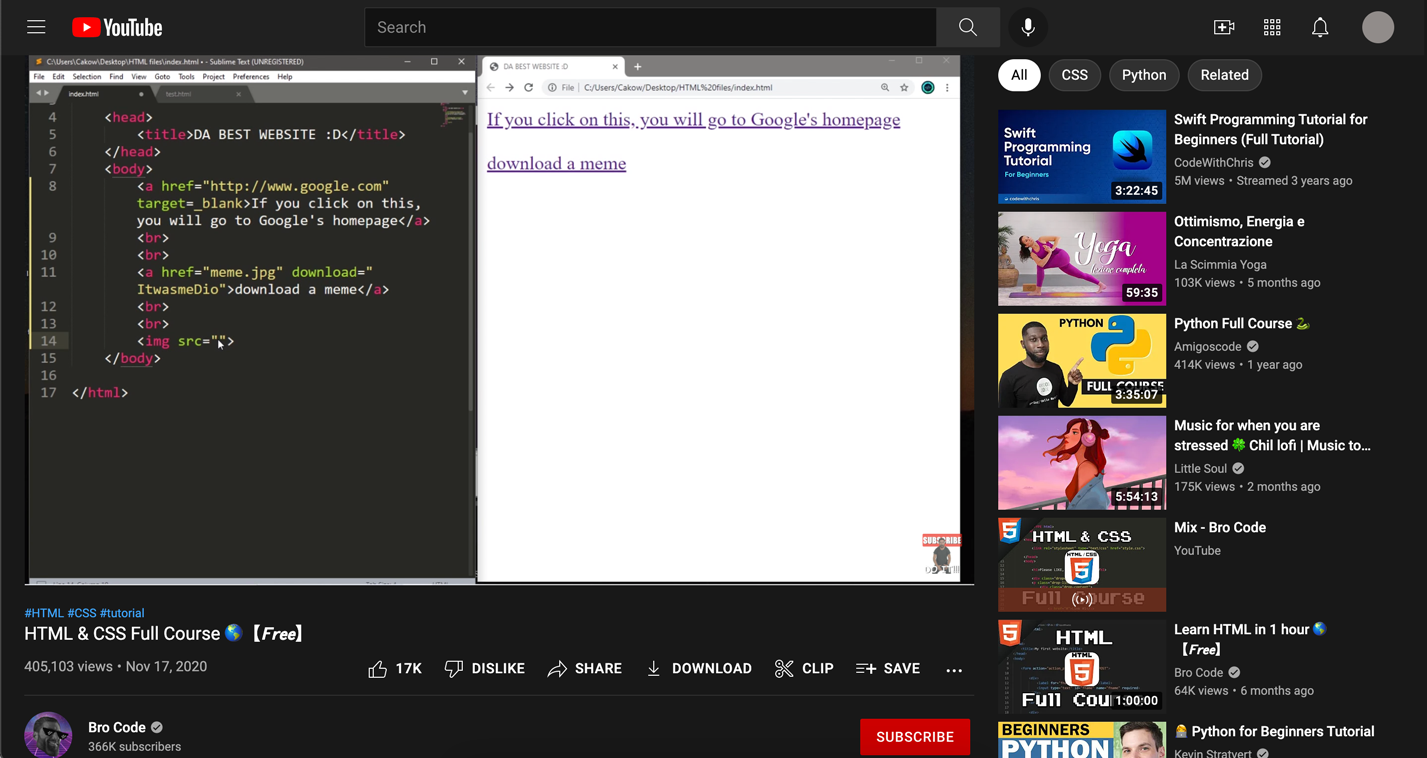 YouTube
Search
C:\Users\Cakow\Desktop\HTML files\index.html • - Sublime Text (UNREGISTERED)
File Edit Selection Find View Goto Tools Project Preferences Help
index.html
test.html
4 <head>
5 <title>DA BEST WEBSITE :D</title>
6 </head>
7 <body>
8 <a href="http://www.google.com"
target=_blank>If you click on this,
you will go to Google's homepage</a>
9 <br>
10 <br>
11 <a href="meme.jpg" download="
ItwasmeDio">download a meme</a>
12 <br>
13 <br>
14 <img src="">
15 </body>
16
17 </html>
DA BEST WEBSITE :D
File | C:/Users/Cakow/Desktop/HTML%20files/index.html
If you click on this, you will go to Google's homepage
download a meme
SUBSCRIBE
#HTML #CSS #tutorial
HTML & CSS Full Course 🌎【𝙁𝙧𝙚𝙚】
405,103 views • Nov 17, 2020
17K
DISLIKE
SHARE
DOWNLOAD
CLIP
SAVE
Bro Code
366K subscribers
SUBSCRIBE
All
CSS
Python
Related
Swift
Programming
Tutorial
For Beginners
codewithchris
3:22:45
Swift Programming Tutorial for
Beginners (Full Tutorial)
CodeWithChris
5M views • Streamed 3 years ago
Yoga
lezione completa
59:35
Ottimismo, Energia e
Concentrazione
La Scimmia Yoga
103K views • 5 months ago
PYTHON
FULL COURSE
3:35:07
Python Full Course 🐍
Amigoscode
414K views • 1 year ago
5:54:13
Music for when you are
stressed 🍀 Chil lofi | Music to...
Little Soul
175K views • 2 months ago
HTML & CSS
HTML/CSS
5
Full Course
Mix - Bro Code
YouTube
HTML
HTML
5
Full Cou
1:00:00
Learn HTML in 1 hour 🌎
【𝙁𝙧𝙚𝙚】
Bro Code
64K views • 6 months ago
BEGINNERS
PYTHON
👩‍💻 Python for Beginners Tutorial
Kevin Stratvert